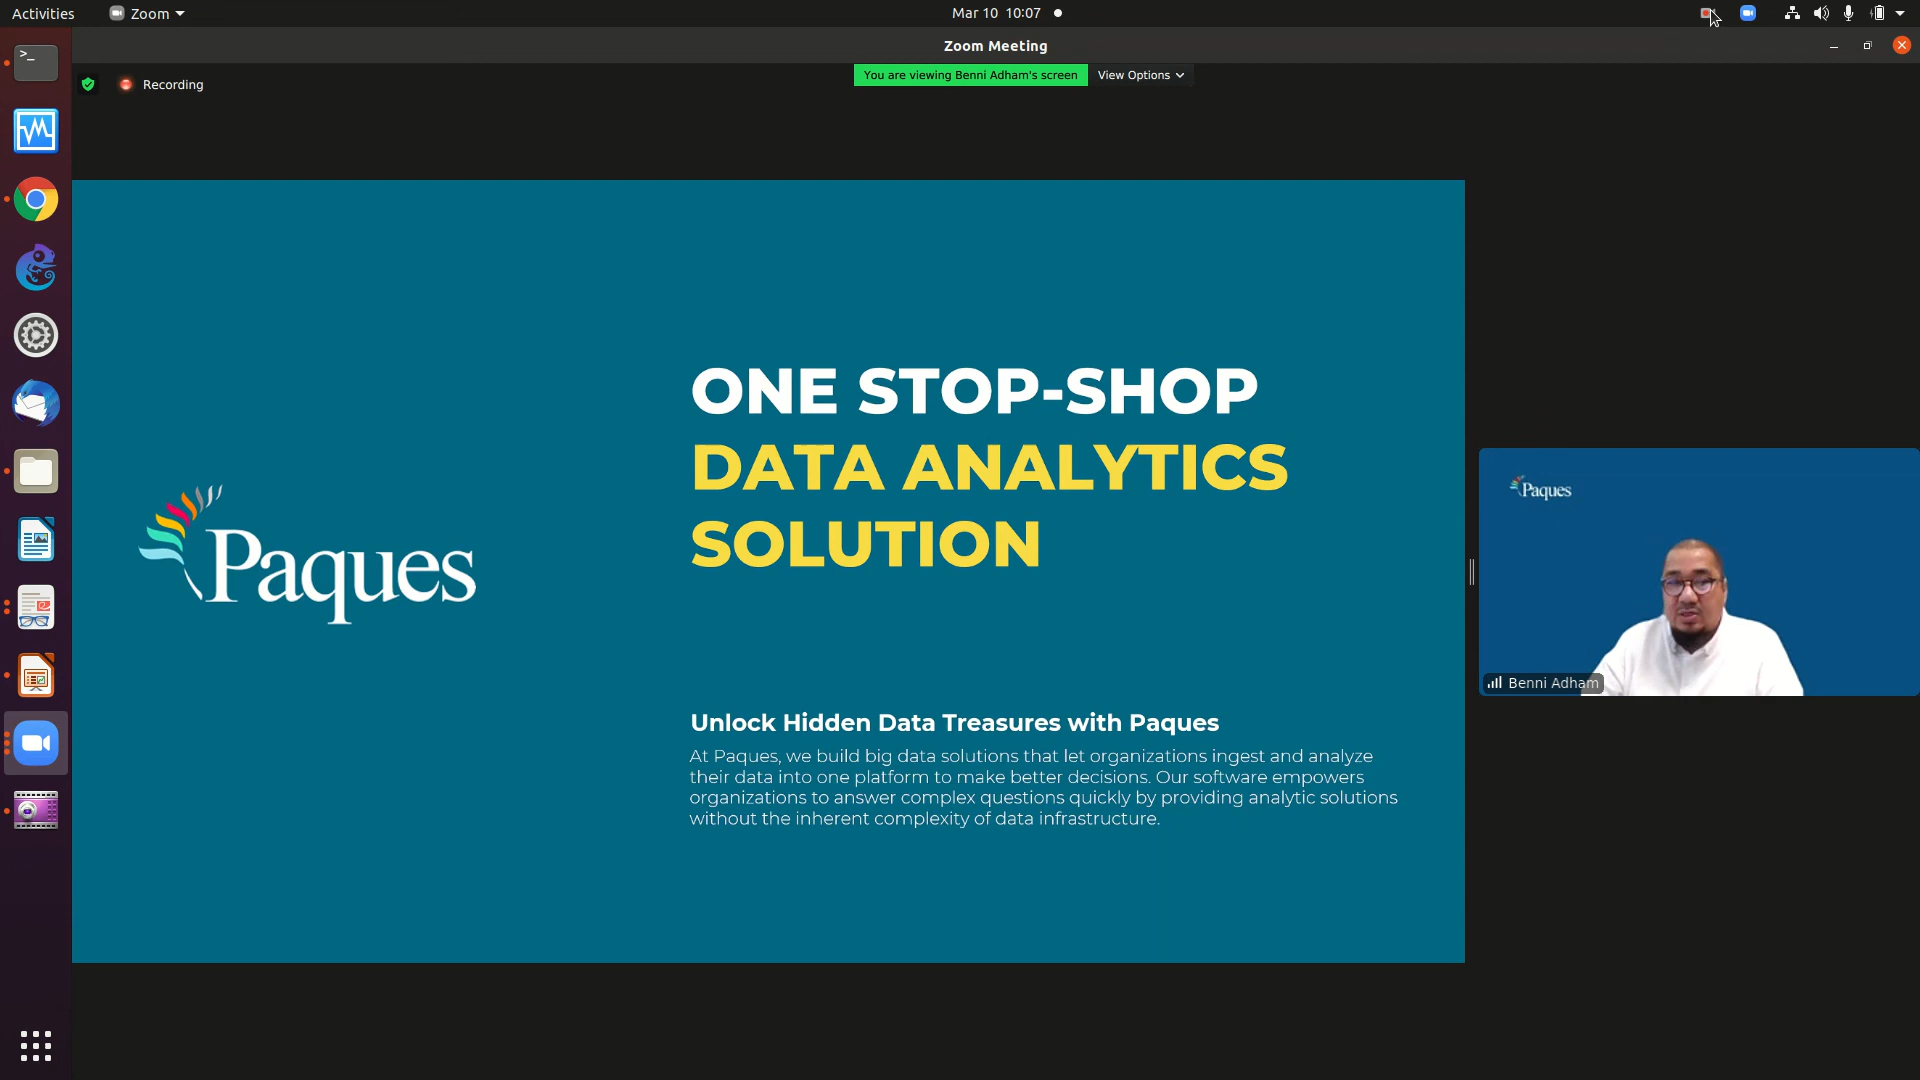 Activities
Zoom
Mar 10 10:07
Zoom Meeting
Recording
You are viewing Benni Adham's screen
View Options
ONE STOP-SHOP
DATA ANALYTICS
SOLUTION
Paques
Unlock Hidden Data Treasures with Paques
At Paques, we build big data solutions that let organizations ingest and analyze
their data into one platform to make better decisions. Our software empowers
organizations to answer complex questions quickly by providing analytic solutions
without the inherent complexity of data infrastructure.
Paques
Benni Adham